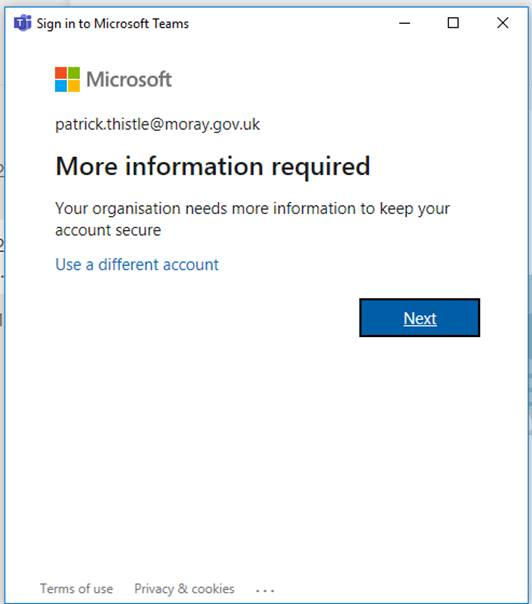 Sign in to Microsoft Teams
Microsoft
patrick.thistle@moray.gov.uk
More information required
Your organisation needs more information to keep your
account secure
Use a different account
Next
Terms of use Privacy & cookies ...